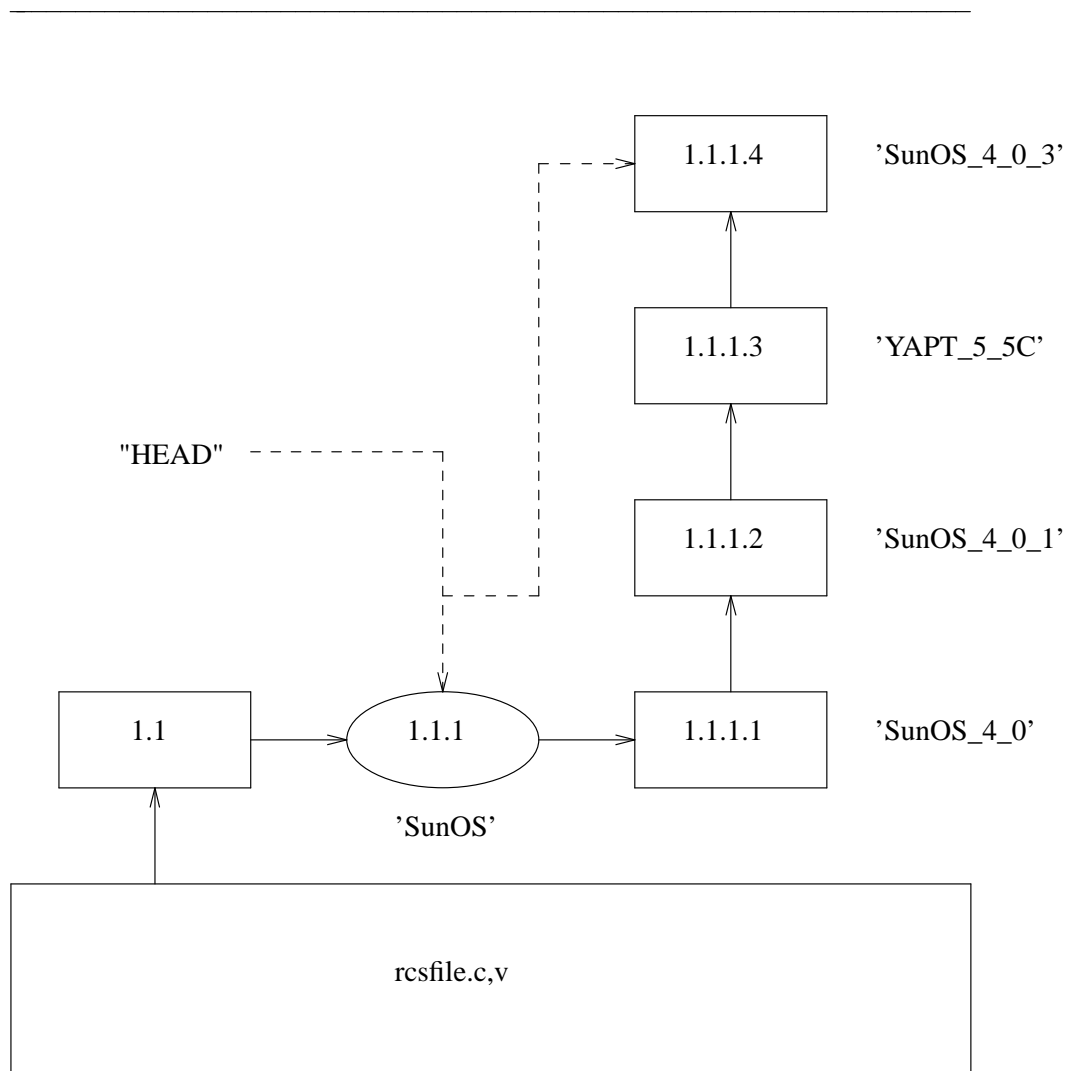 1.1.1.4 ’SunOS_4_0_3’
1.1.1.3 ’YAPT_5_5C’
"HEAD"
1.1.1.2 ’SunOS_4_0_1’
1.1 1.1.1 1.1.1.1 ’SunOS_4_0’
’SunOS’
rcsfile.c,v